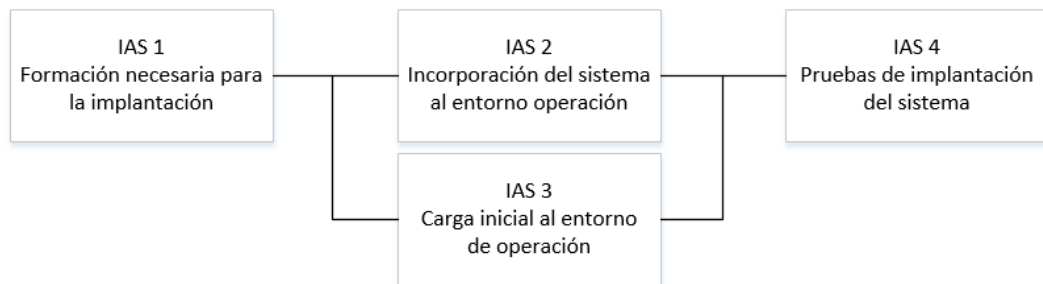 IAS 1
Formación necesaria para
la implantación
IAS 2
Incorporación del sistema
al entorno operación
IAS 3
Carga inicial al entorno
de operación
IAS 4
Pruebas de implantación
del sistema